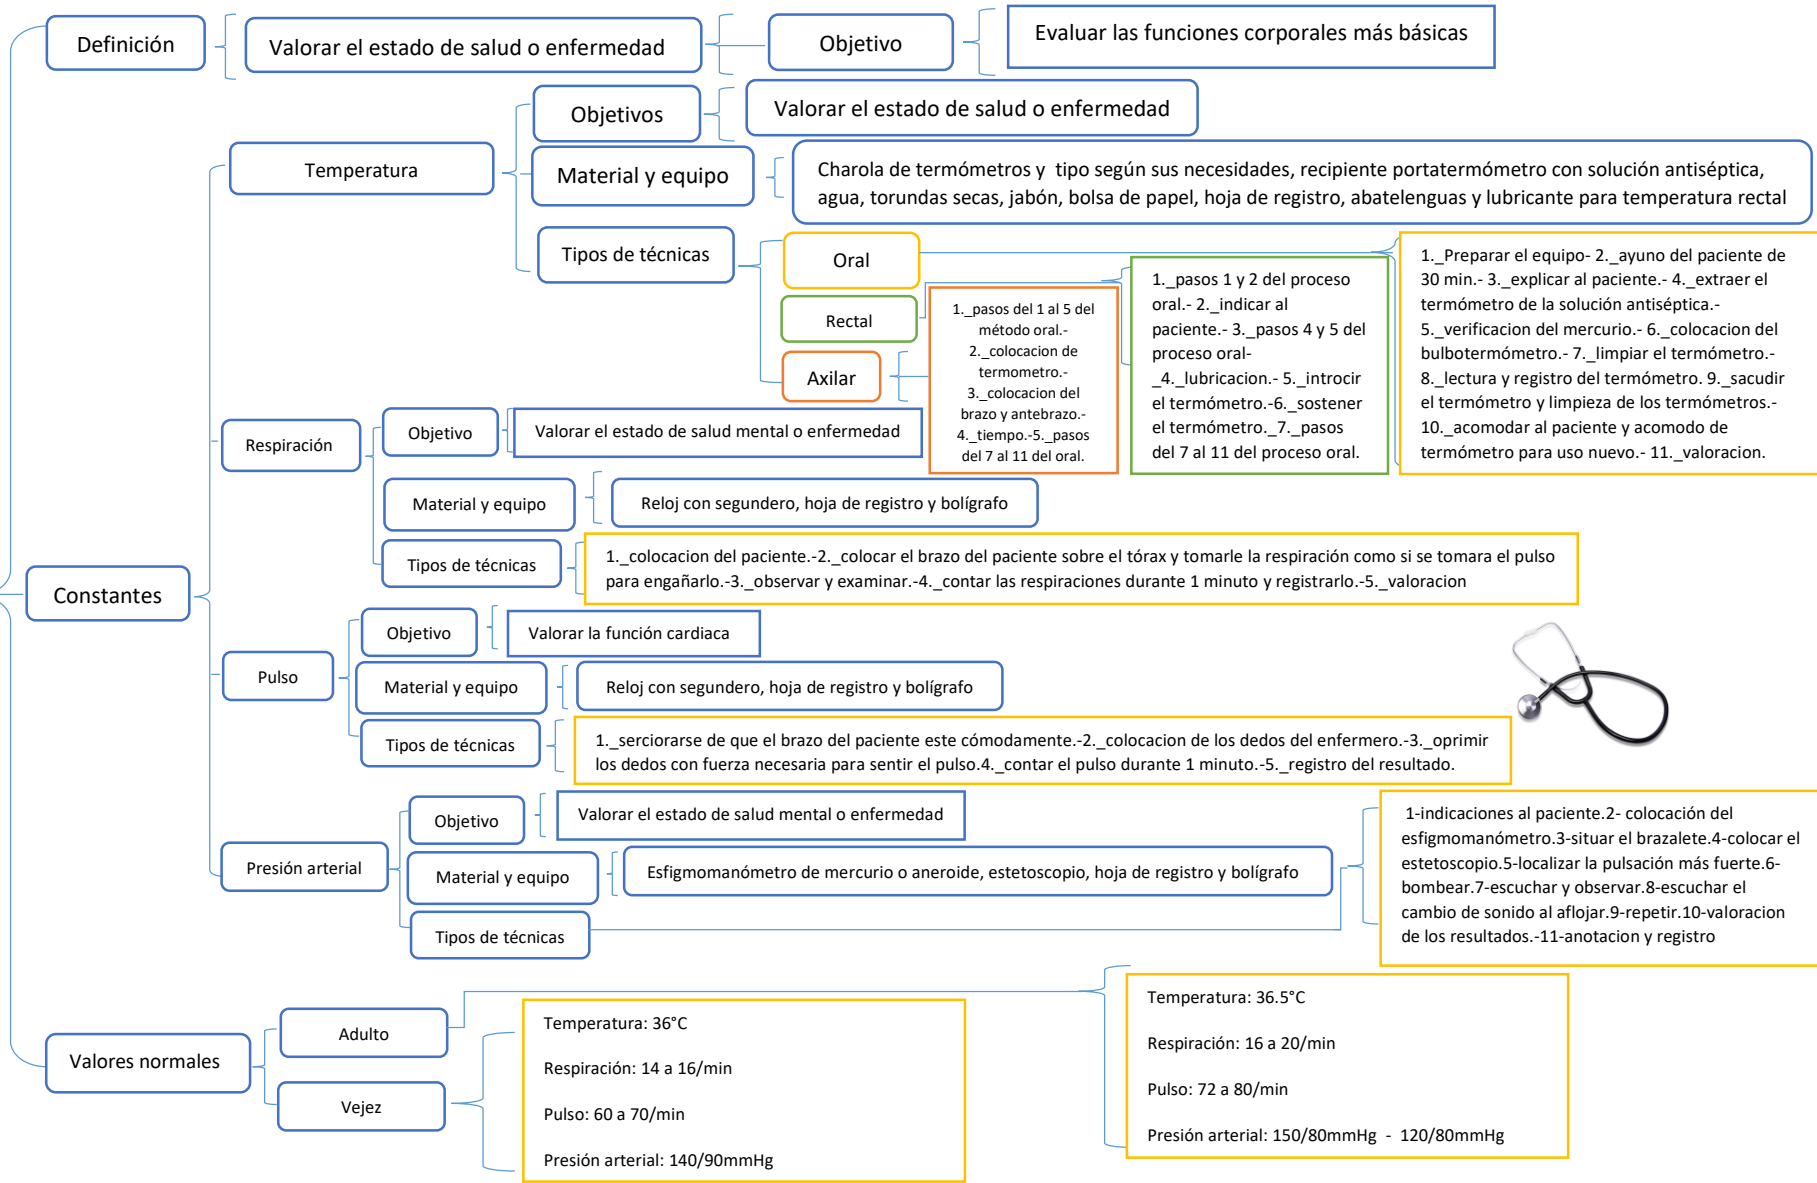 Definición
Valorar el estado de salud o enfermedad
Objetivo
Evaluar las funciones corporales más básicas
Constantes
Temperatura
Objetivos
Valorar el estado de salud o enfermedad
Material y equipo
Charola de termómetros y  tipo según sus necesidades, recipiente portatermómetro con solución antiséptica,
agua, torundas secas, jabón, bolsa de papel, hoja de registro, abatelenguas y lubricante para temperatura rectal
Tipos de técnicas
Oral
1._Preparar el equipo- 2._ayuno del paciente de
30 min.- 3._explicar al paciente.- 4._extraer el
termómetro de la solución antiséptica.-
5._verificacion del mercurio.- 6._colocacion del
bulbotermómetro.- 7._limpiar el termómetro.-
8._lectura y registro del termómetro. 9._sacudir
el termómetro y limpieza de los termómetros.-
10._acomodar al paciente y acomodo de
termómetro para uso nuevo.- 11._valoracion.
Rectal
1._pasos 1 y 2 del proceso
oral.- 2._indicar al
paciente.- 3._pasos 4 y 5 del
proceso oral-
_4._lubricacion.- 5._introcir
el termómetro.-6._sostener
el termómetro._7._pasos
del 7 al 11 del proceso oral.
Axilar
1._pasos del 1 al 5 del
método oral.-
2._colocacion de
termometro.-
3._colocacion del
brazo y antebrazo.-
4._tiempo.-5._pasos
del 7 al 11 del oral.
Respiración
Objetivo
Valorar el estado de salud mental o enfermedad
Material y equipo
Reloj con segundero, hoja de registro y bolígrafo
Tipos de técnicas
1._colocacion del paciente.-2._colocar el brazo del paciente sobre el tórax y tomarle la respiración como si se tomara el pulso
para engañarlo.-3._observar y examinar.-4._contar las respiraciones durante 1 minuto y registrarlo.-5._valoracion
Pulso
Objetivo
Valorar la función cardiaca
Material y equipo
Reloj con segundero, hoja de registro y bolígrafo
Tipos de técnicas
1._serciorarse de que el brazo del paciente este cómodamente.-2._colocacion de los dedos del enfermero.-3._oprimir
los dedos con fuerza necesaria para sentir el pulso.4._contar el pulso durante 1 minuto.-5._registro del resultado.
Presión arterial
Objetivo
Valorar el estado de salud mental o enfermedad
Material y equipo
Esfigmomanómetro de mercurio o aneroide, estetoscopio, hoja de registro y bolígrafo
Tipos de técnicas
1-indicaciones al paciente.2- colocación del
esfigmomanómetro.3-situar el brazalete.4-colocar el
estetoscopio.5-localizar la pulsación más fuerte.6-
bombear.7-escuchar y observar.8-escuchar el
cambio de sonido al aflojar.9-repetir.10-valoracion
de los resultados.-11-anotacion y registro
Valores normales
Adulto
Temperatura: 36.5°C
Respiración: 16 a 20/min
Pulso: 72 a 80/min
Presión arterial: 150/80mmHg  -  120/80mmHg
Vejez
Temperatura: 36°C
Respiración: 14 a 16/min
Pulso: 60 a 70/min
Presión arterial: 140/90mmHg